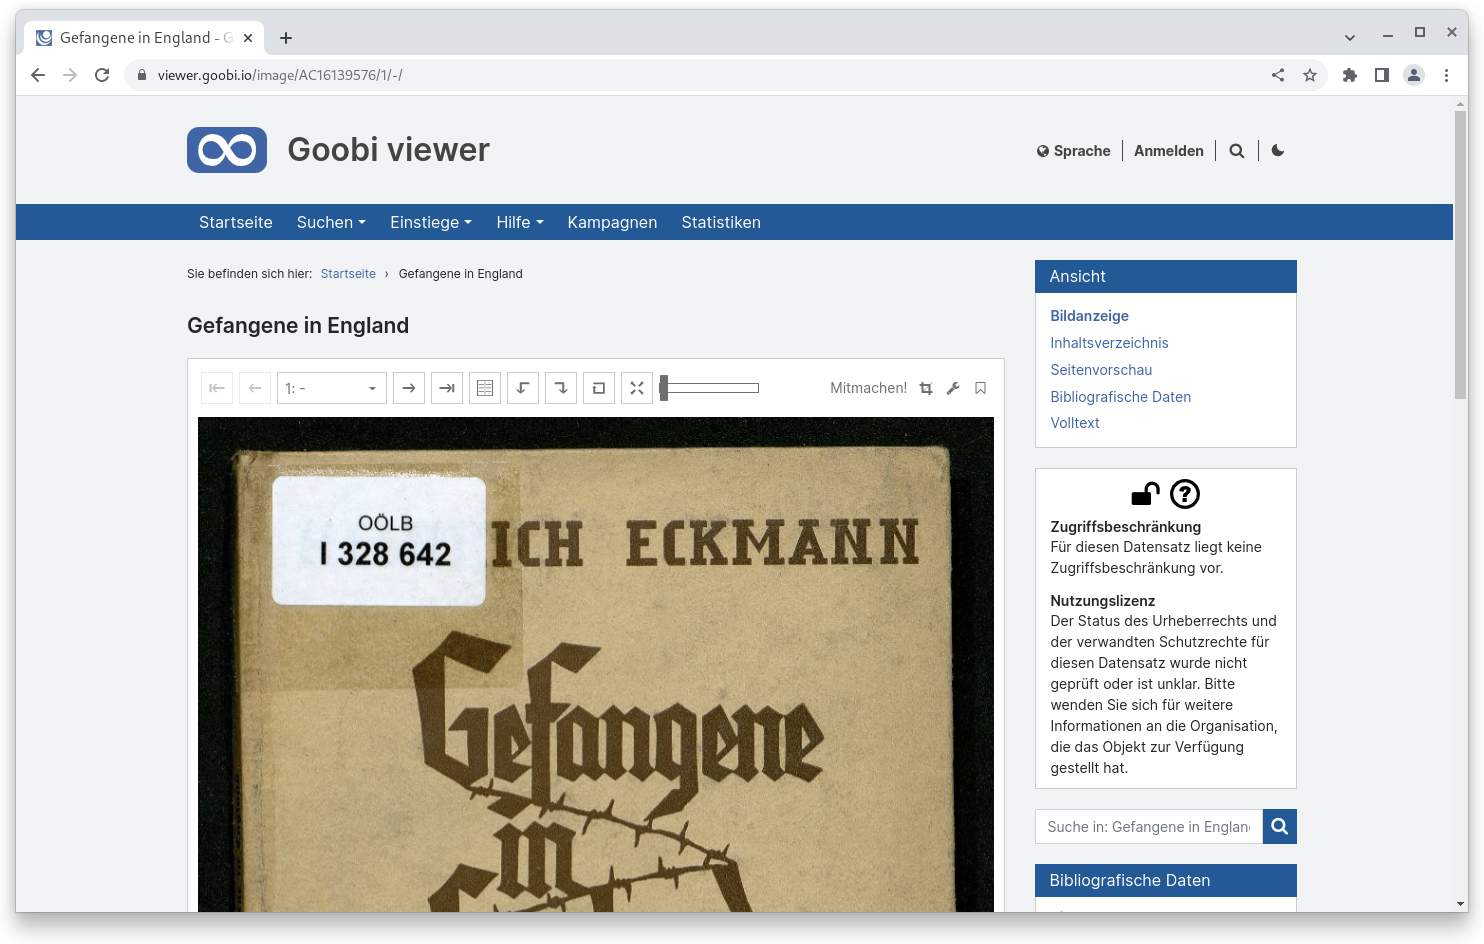 Gefangene in England - G
viewer.goobi.io/image/AC16139576/1/-/
Goobi viewer
Sprache
Anmelden
Startseite
Suchen
Einstiege
Hilfe
Kampagnen
Statistiken
Sie befinden sich hier: Startseite › Gefangene in England
Gefangene in England
1: -
Mitmachen!
OÖLB
I 328 642
ICH ECKMANN
Gefangene
in
Ansicht
Bildanzeige
Inhaltsverzeichnis
Seitenvorschau
Bibliografische Daten
Volltext
Zugriffsbeschränkung
Für diesen Datensatz liegt keine
Zugriffsbeschränkung vor.
Nutzungslizenz
Der Status des Urheberrechts und
der verwandten Schutzrechte für
diesen Datensatz wurde nicht
geprüft oder ist unklar. Bitte
wenden Sie sich für weitere
Informationen an die Organisation,
die das Objekt zur Verfügung
gestellt hat.
Suche in: Gefangene in Englan
Bibliografische Daten